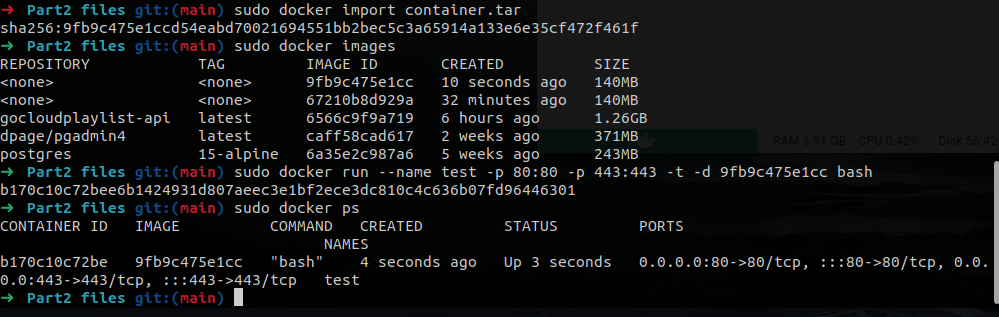 → Part2 files git:(main) sudo docker import container.tar
sha256:9fb9c475e1ccd54eabd70021694551bb2bec5c3a65914a133e6e35cf472f461f
→ Part2 files git:(main) sudo docker images
REPOSITORY TAG IMAGE ID CREATED SIZE
<none> <none> 9fb9c475e1cc 10 seconds ago 140MB
<none> <none> 67210b8d929a 32 minutes ago 140MB
gocloudplaylist-api latest 6566c9f9a719 6 hours ago 1.26GB
dpage/pgadmin4 latest caff58cad617 2 weeks ago 371MB
postgres 15-alpine 6a35e2c987a6 5 weeks ago 243MB
RAM 3.91 GB CPU 0.42% Disk 56.42
→ Part2 files git:(main) sudo docker run --name test -p 80:80 -p 443:443 -t -d 9fb9c475e1cc bash
b170c10c72bee6b1424931d807aeec3e1bf2ece3dc810c4c636b07fd96446301
→ Part2 files git:(main) sudo docker ps
CONTAINER ID IMAGE COMMAND CREATED STATUS PORTS
NAMES
b170c10c72be 9fb9c475e1cc "bash" 4 seconds ago Up 3 seconds 0.0.0.0:80->80/tcp, :::80->80/tcp, 0.0.
0.0:443->443/tcp, :::443->443/tcp test
→ Part2 files git:(main)